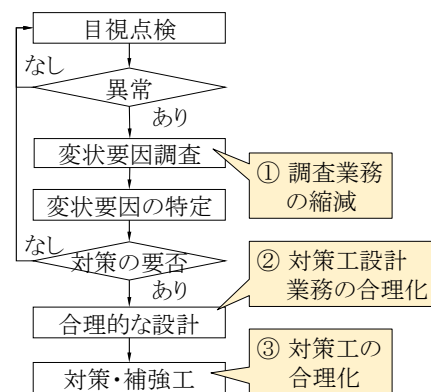 目視点検
なし
異常
あり
変状要因調査
① 調査業務
の縮減
変状要因の特定
なし
対策の要否
② 対策工設計
業務の合理化
あり
合理的な設計
③ 対策工の
合理化
対策・補強工